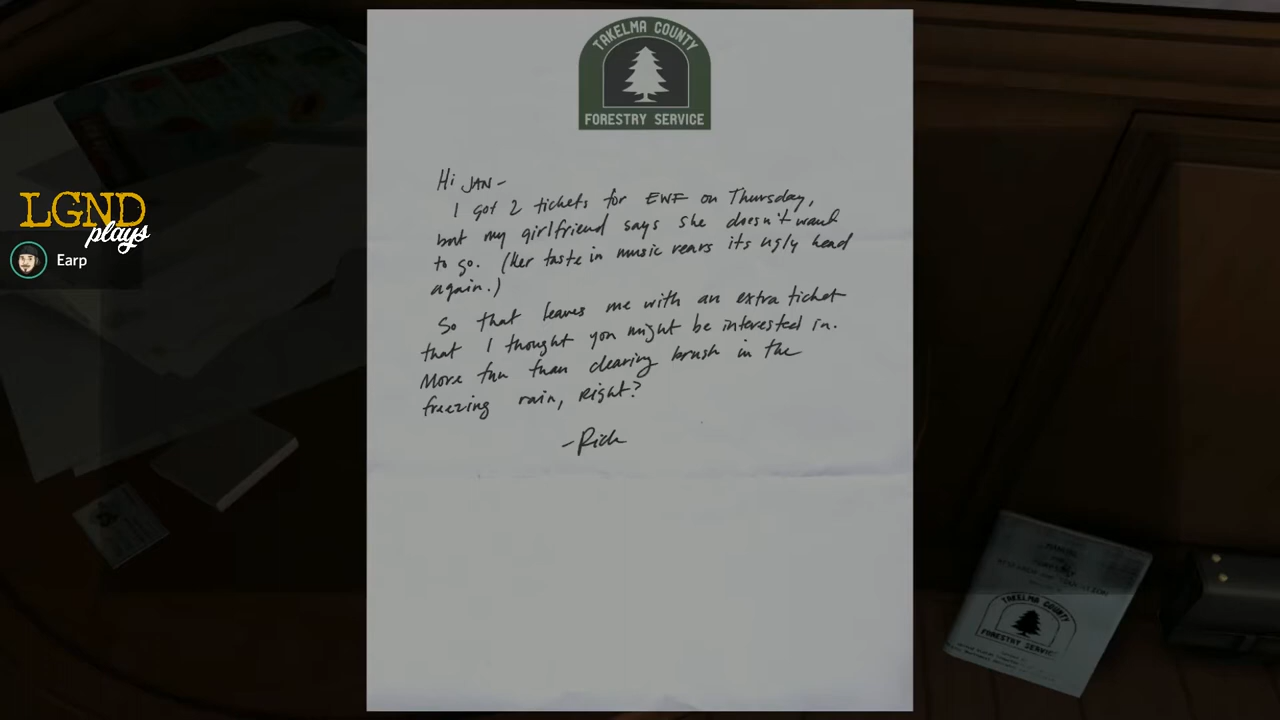 TAKELMA COUNTY
FORESTRY SERVICE
Hi JAN-
I got 2 tickets for EWF on Thursday,
but my girlfriend says she doesn't want
to go. (Her taste in music rears its ugly head
again.)
So that leaves me with an extra ticket
that I thought you might be interested in.
More fun than clearing brush in the
freezing rain, right?
-Rich
LGND
plays
Earp
MANUAL
TAKELMA COUNTY
FORESTRY SERVICE